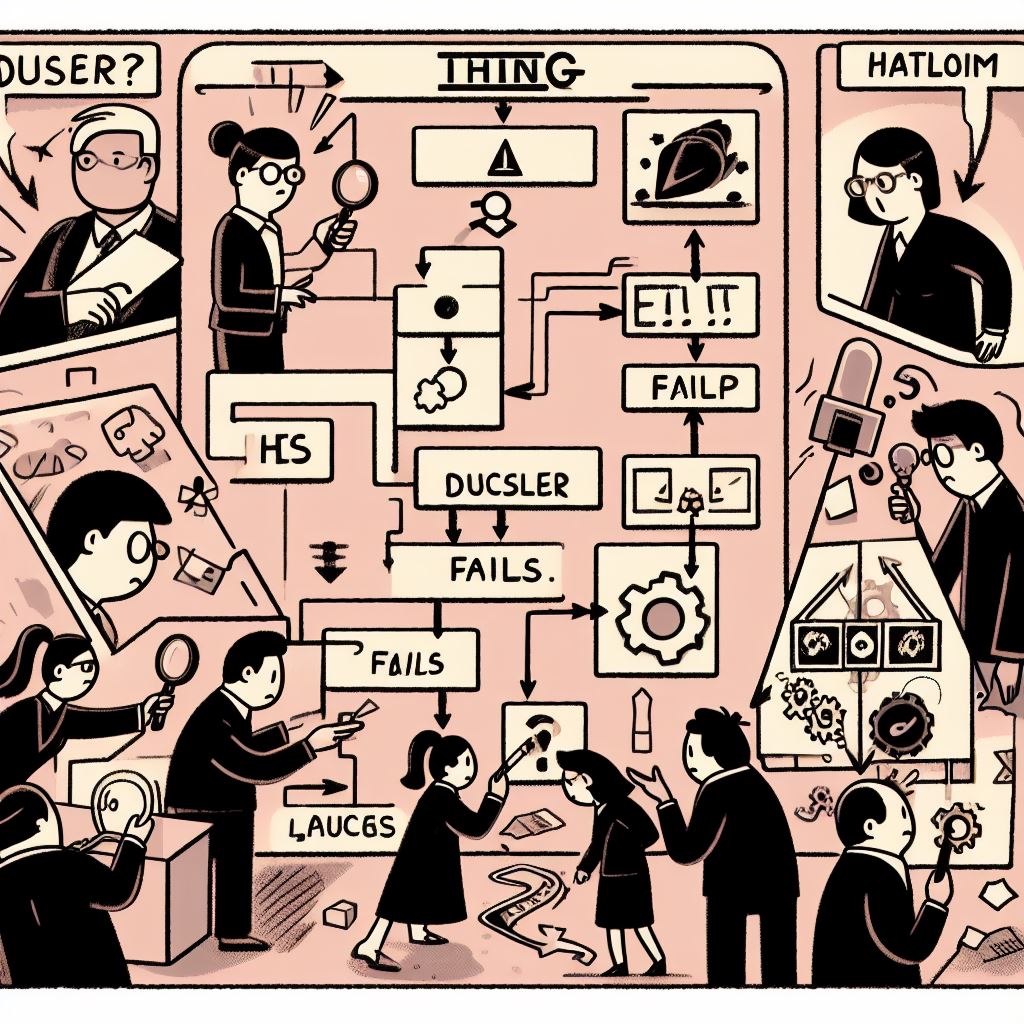 DUSER?
THING
HATLOIM
E!! !T
FAILP
HIS
DUCSLER
FAILS.
FAILS
LAUCGS